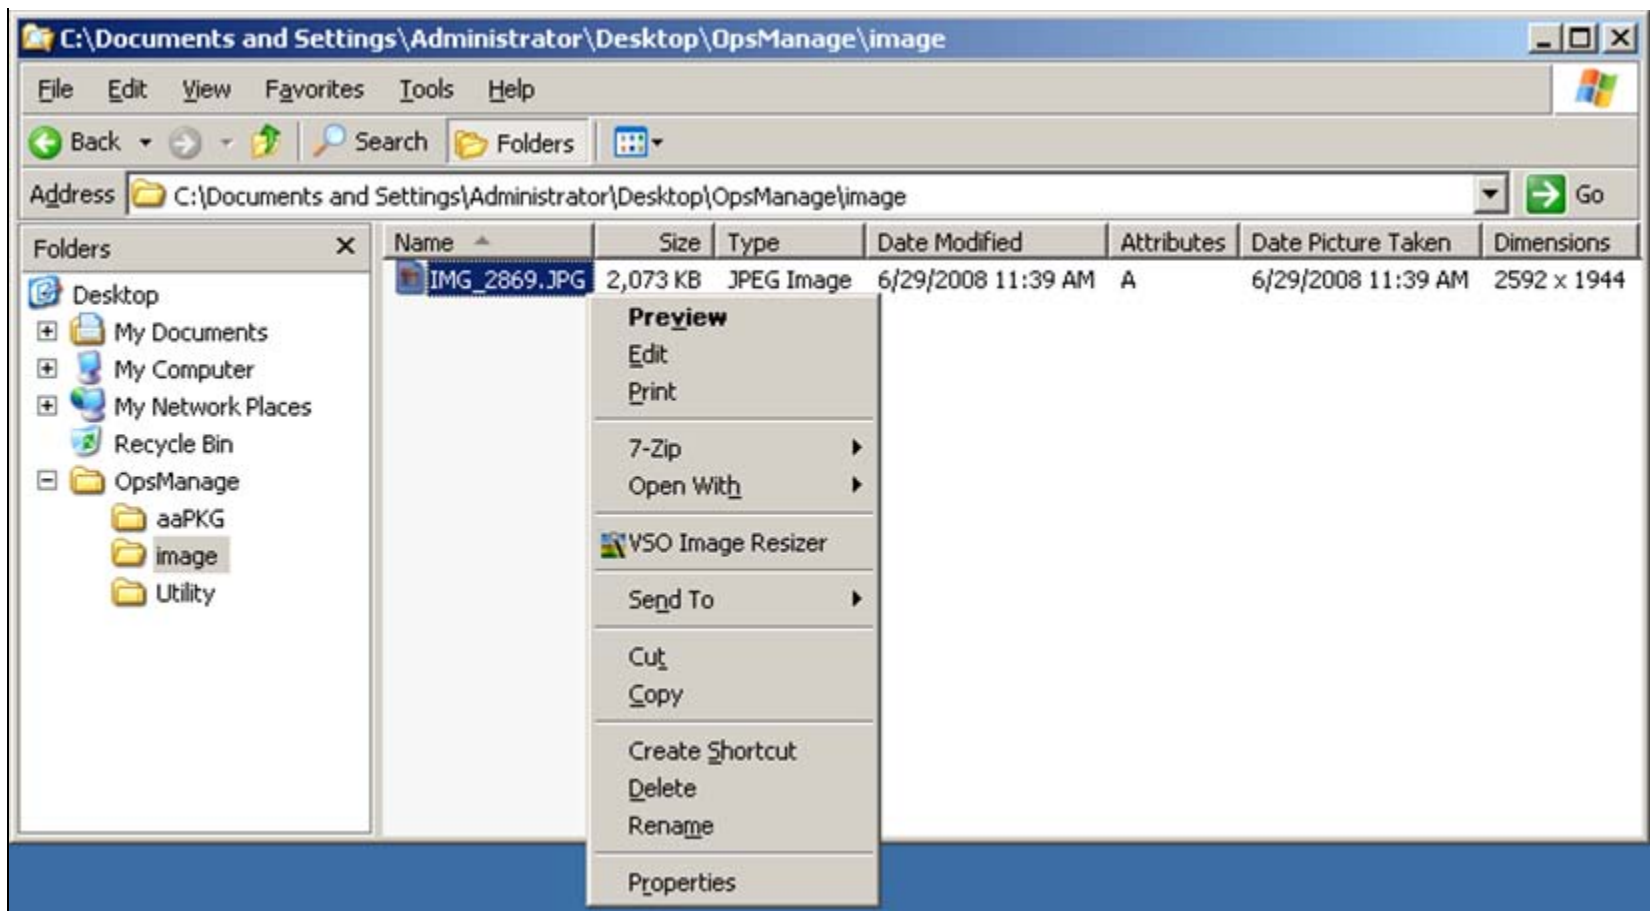 C:\Documents and Settings\Administrator\Desktop\OpsManage\image
File Edit View Favorites Tools Help
Back Search Folders
Address C:\Documents and Settings\Administrator\Desktop\OpsManage\image Go
Folders
Desktop
My Documents
My Computer
My Network Places
Recycle Bin
OpsManage
aaPKG
image
Utility
Name Size Type Date Modified Attributes Date Picture Taken Dimensions
IMG_2869.JPG 2,073 KB JPEG Image 6/29/2008 11:39 AM A 6/29/2008 11:39 AM 2592 x 1944
Preview
Edit
Print
7-Zip
Open With
VSO Image Resizer
Send To
Cut
Copy
Create Shortcut
Delete
Rename
Properties